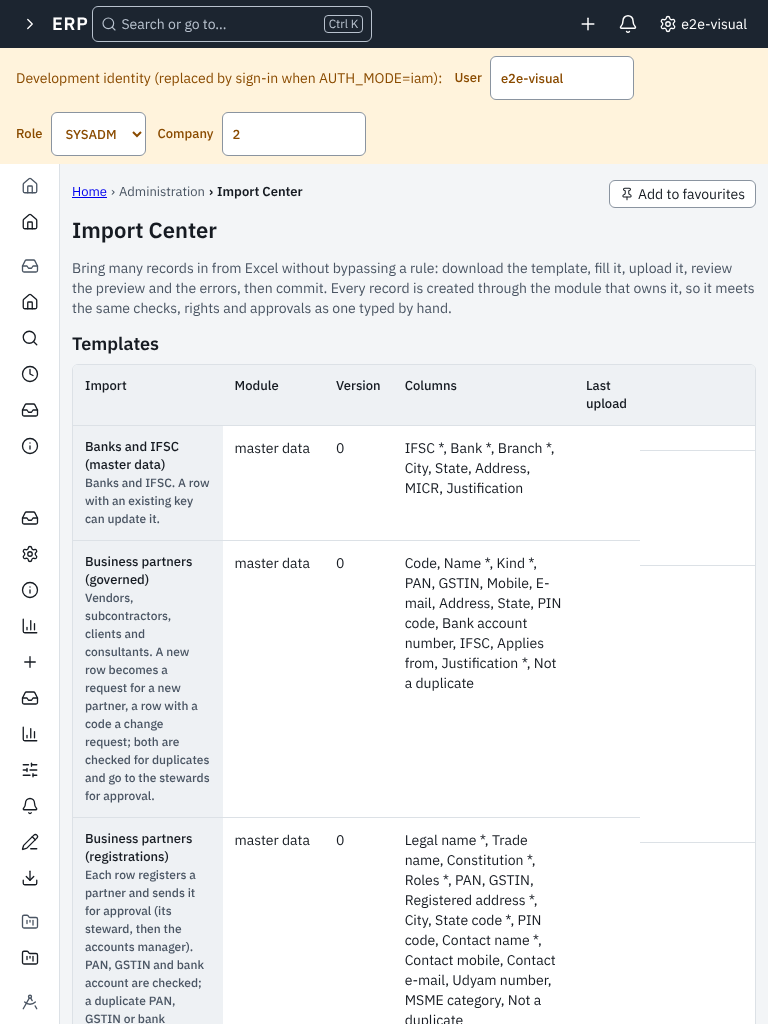 ERP
Search or go to...
Ctrl K
e2e-visual
Development identity (replaced by sign-in when AUTH_MODE=iam):
User
e2e-visual
Role
SYSADM
Company
2
Home › Administration › Import Center
Add to favourites
Import Center
Bring many records in from Excel without bypassing a rule: download the template, fill it, upload it, review
the preview and the errors, then commit. Every record is created through the module that owns it, so it meets
the same checks, rights and approvals as one typed by hand.
Templates
Import
Module
Version
Columns
Last
upload
Banks and IFSC
(master data)
Banks and IFSC. A row
with an existing key
can update it.
master data
0
IFSC *, Bank *, Branch *,
City, State, Address,
MICR, Justification
Business partners
(governed)
Vendors,
subcontractors,
clients and
consultants. A new
row becomes a
request for a new
partner, a row with a
code a change
request; both are
checked for duplicates
and go to the stewards
for approval.
master data
0
Code, Name *, Kind *,
PAN, GSTIN, Mobile, E-
mail, Address, State, PIN
code, Bank account
number, IFSC, Applies
from, Justification *, Not
a duplicate
Business partners
(registrations)
Each row registers a
partner and sends it
for approval (its
steward, then the
accounts manager).
PAN, GSTIN and bank
account are checked;
a duplicate PAN,
GSTIN or bank
master data
0
Legal name *, Trade
name, Constitution *,
Roles *, PAN, GSTIN,
Registered address *,
City, State code *, PIN
code, Contact name *,
Contact mobile, Contact
e-mail, Udyam number,
MSME category, Not a
duplicate